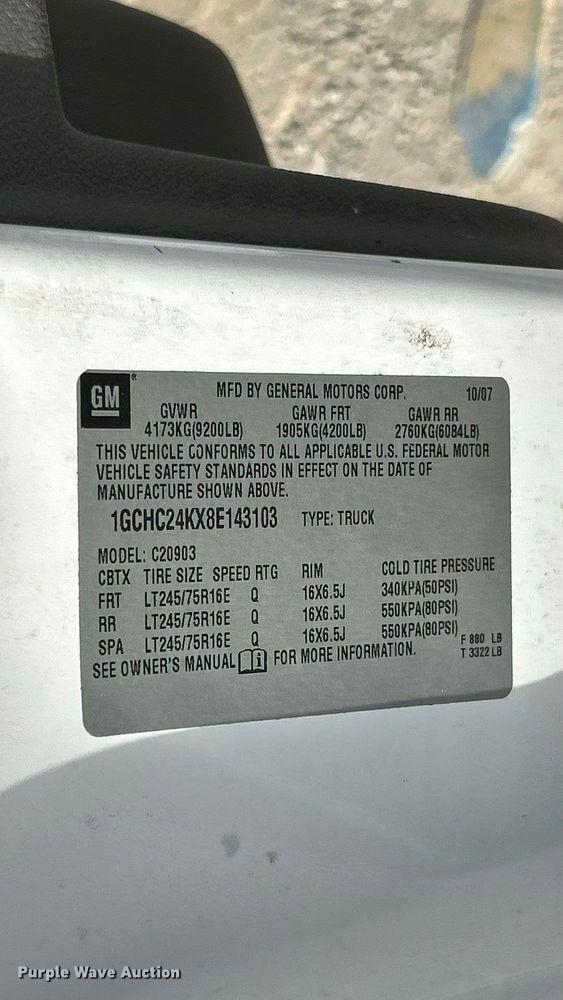 GM ®
MFD BY GENERAL MOTORS CORP. 10/07
GVWR GAWR FRT GAWR RR
4173KG(9200LB) 1905KG(4200LB) 2760KG(6084LB)
THIS VEHICLE CONFORMS TO ALL APPLICABLE U.S. FEDERAL MOTOR
VEHICLE SAFETY STANDARDS IN EFFECT ON THE DATE OF
MANUFACTURE SHOWN ABOVE.
1GCHC24KX8E143103 TYPE: TRUCK
MODEL: C20903
CBTX TIRE SIZE SPEED RTG RIM COLD TIRE PRESSURE
FRT LT245/75R16E Q 16X6.5J 340KPA(50PSI)
RR LT245/75R16E Q 16X6.5J 550KPA(80PSI)
SPA LT245/75R16E Q 16X6.5J 550KPA(80PSI)
F 880 LB
T 3322 LB
SEE OWNER'S MANUAL i FOR MORE INFORMATION.
Purple Wave Auction